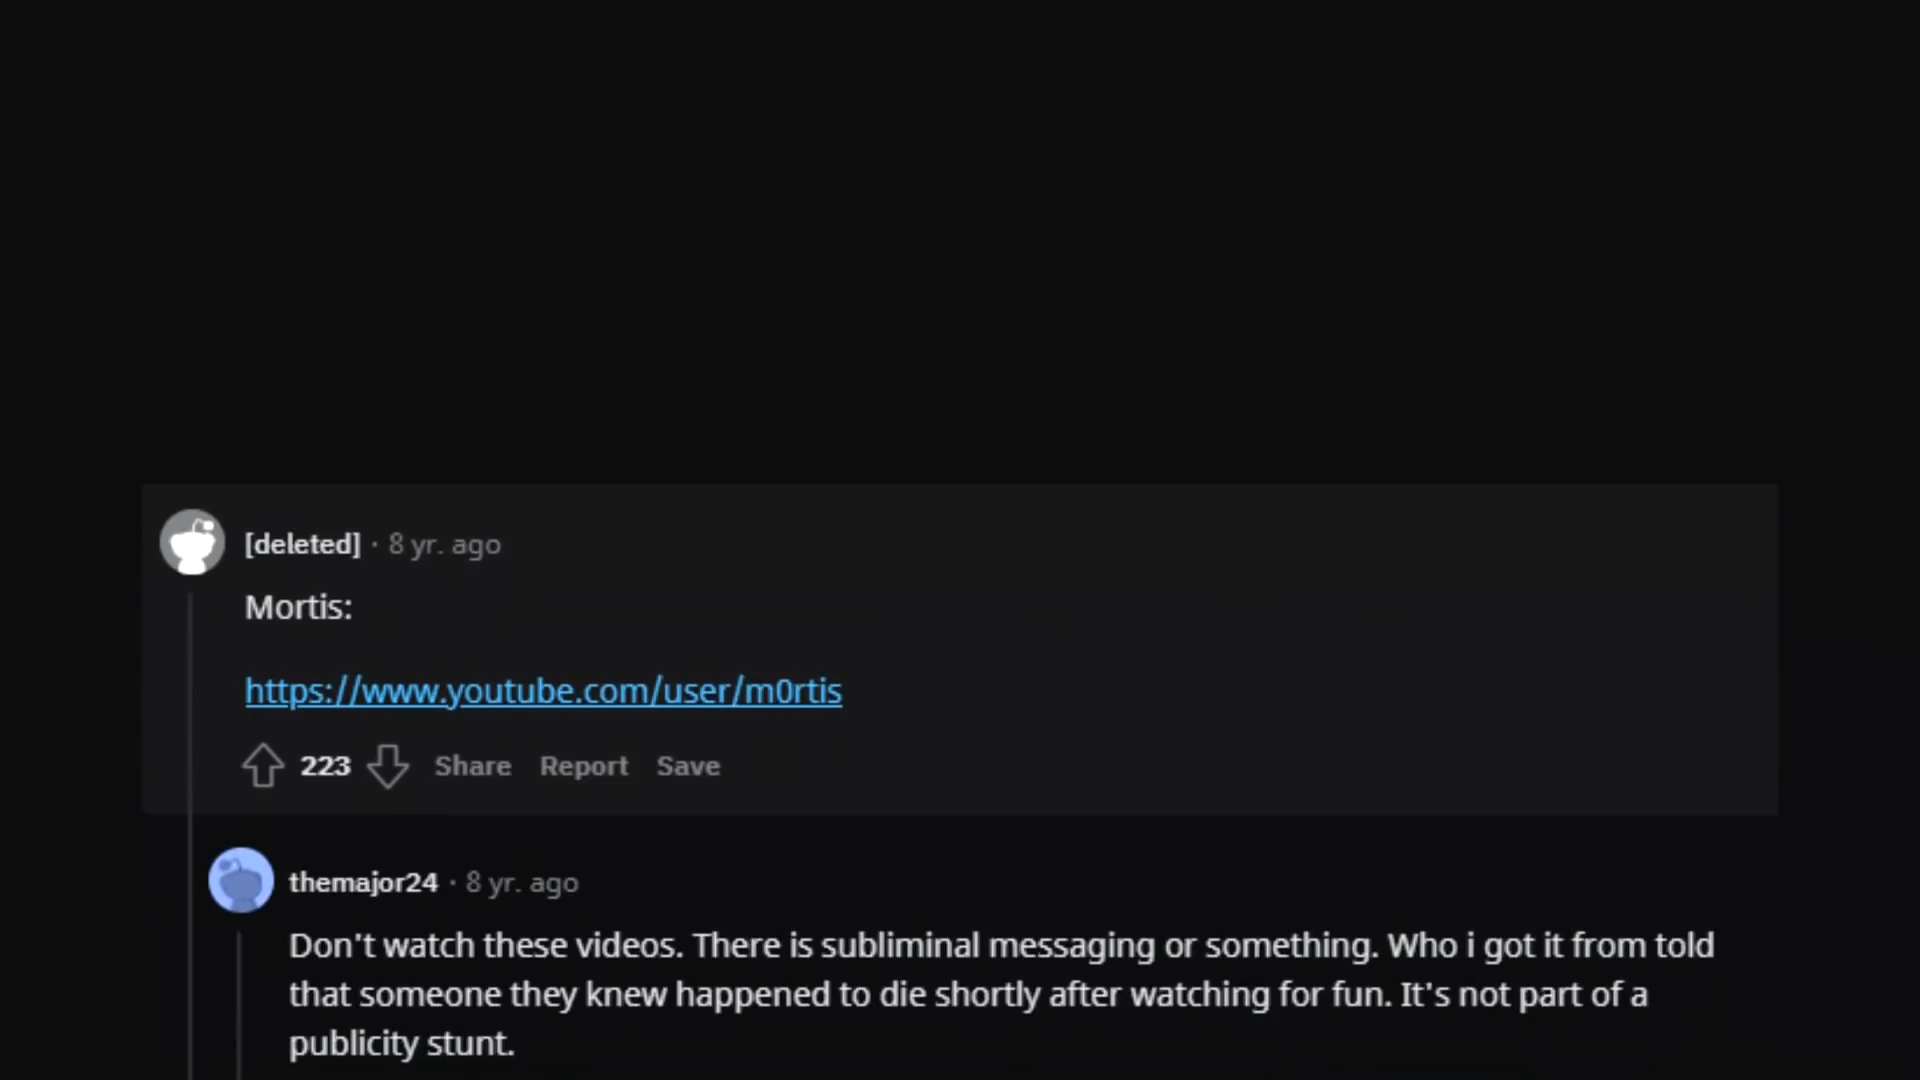 [deleted] · 8 yr. ago
Mortis:
https://www.youtube.com/user/m0rtis
223 Share Report Save
themajor24 · 8 yr. ago
Don't watch these videos. There is subliminal messaging or something. Who i got it from told
that someone they knew happened to die shortly after watching for fun. It's not part of a
publicity stunt.